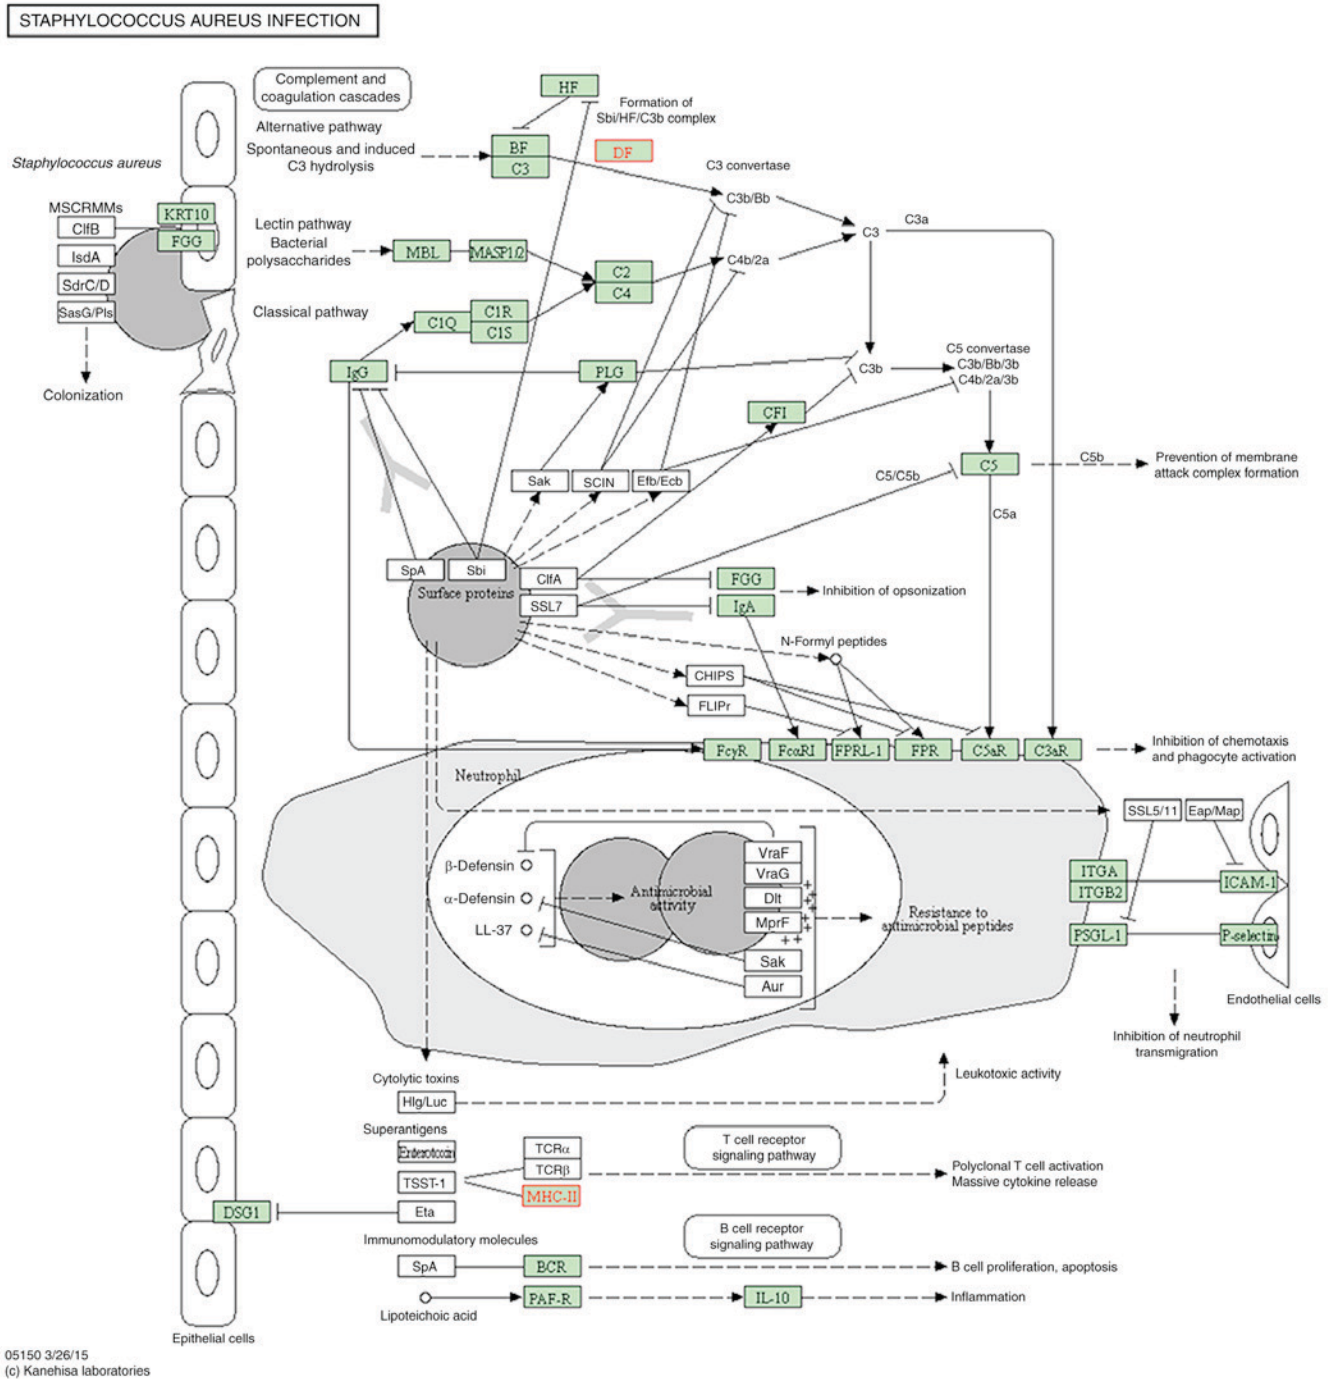 STAPHYLOCOCCUS AUREUS INFECTION
Complement and
coagulation cascades
HF
Formation of
Sbi/HF/C3b complex
Alternative pathway
Spontaneous and induced
C3 hydrolysis
BF
C3
DF
Staphylococcus aureus
C3 convertase
C3b/Bb
MSCRMMs
KRT10
ClfB
FGG
IsdA
SdrC/D
SasG/Pls
Colonization
Lectin pathway
Bacterial
polysaccharides
MBL
MASP1/2
C2
C4
C4b/2a
C3
C3a
Classical pathway
C1Q
C1R
C1S
IgG
PLG
C3b
C5 convertase
C3b/Bb/3b
C4b/2a/3b
CFI
C5
C5b
Prevention of membrane
attack complex formation
C5/C5b
C5a
Sak
SCIN
Efb/Ecb
SpA
Sbi
Surface proteins
ClfA
SSL7
FGG
IgA
Inhibition of opsonization
N-Formyl peptides
CHIPS
FLIPr
FcγR
FcαRI
FPRL-1
FPR
C5aR
C3aR
Inhibition of chemotaxis
and phagocyte activation
Neutrophil
SSL5/11
Eap/Map
β-Defensin
α-Defensin
LL-37
Antimicrobial
activity
VraF
VraG
Dlt
MprF
Sak
Aur
+
+
+
+
+
+ +
Resistance to
antimicrobial peptides
ITGA
ITGB2
ICAM-1
PSGL-1
P-selectin
Endothelial cells
Inhibition of neutrophil
transmigration
Cytolytic toxins
Hlg/Luc
Leukotoxic activity
Superantigens
Enterotoxin
TSST-1
Eta
DSG1
TCRα
TCRβ
MHC-II
T cell receptor
signaling pathway
Polyclonal T cell activation
Massive cytokine release
Immunomodulatory molecules
B cell receptor
signaling pathway
SpA
BCR
B cell proliferation, apoptosis
Lipoteichoic acid
PAF-R
IL-10
Inflammation
Epithelial cells
05150 3/26/15
(c) Kanehisa laboratories